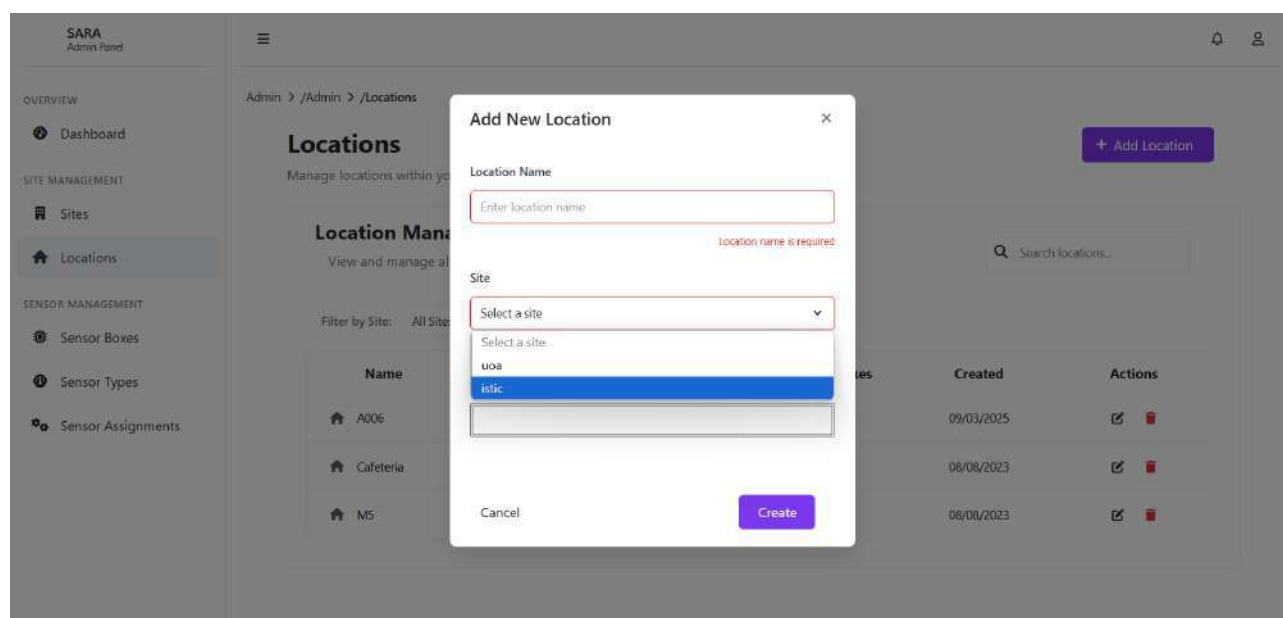 SARA
Admin Panel
OVERVIEW
Dashboard
SITE MANAGEMENT
Sites
Locations
SENSOR MANAGEMENT
Sensor Boxes
Sensor Types
Sensor Assignments
Admin > /Admin > /Locations
Locations
+ Add Location
Manage locations within yo
Location Mana
View and manage al
Search locations...
Filter by Site: All Site
Name
es Created Actions
A006 09/03/2025
Cafeteria 08/08/2023
M5 08/08/2023
Add New Location ×
Location Name
Enter location name
Location name is required
Site
Select a site
Select a site
uoa
istic
Cancel Create